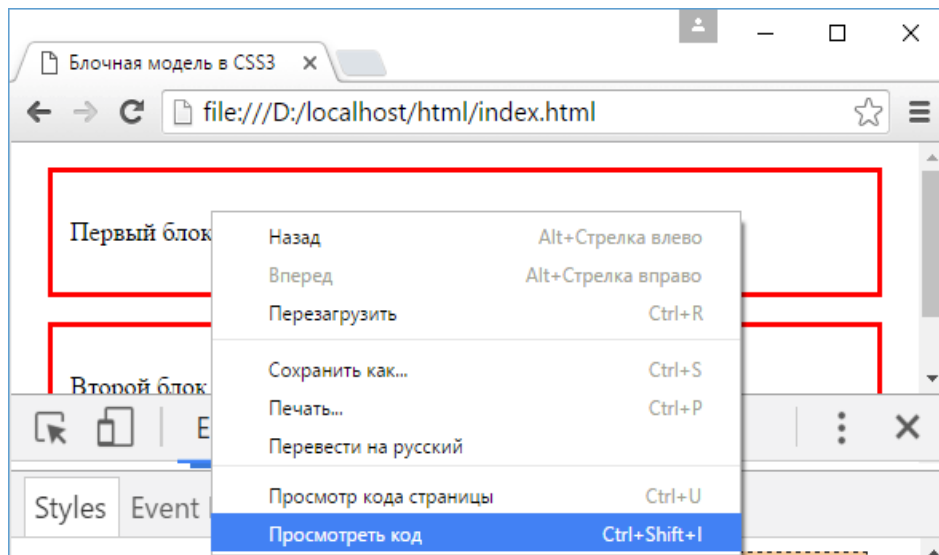 Блочная модель в CSS3
file:///D:/localhost/html/index.html
Первый блок
Назад Alt+Стрелка влево
Вперед Alt+Стрелка вправо
Перезагрузить Ctrl+R
Сохранить как... Ctrl+S
Второй блок
Печать... Ctrl+P
E
Перевести на русский
Просмотр кода страницы Ctrl+U
Styles Event
Просмотреть код Ctrl+Shift+I